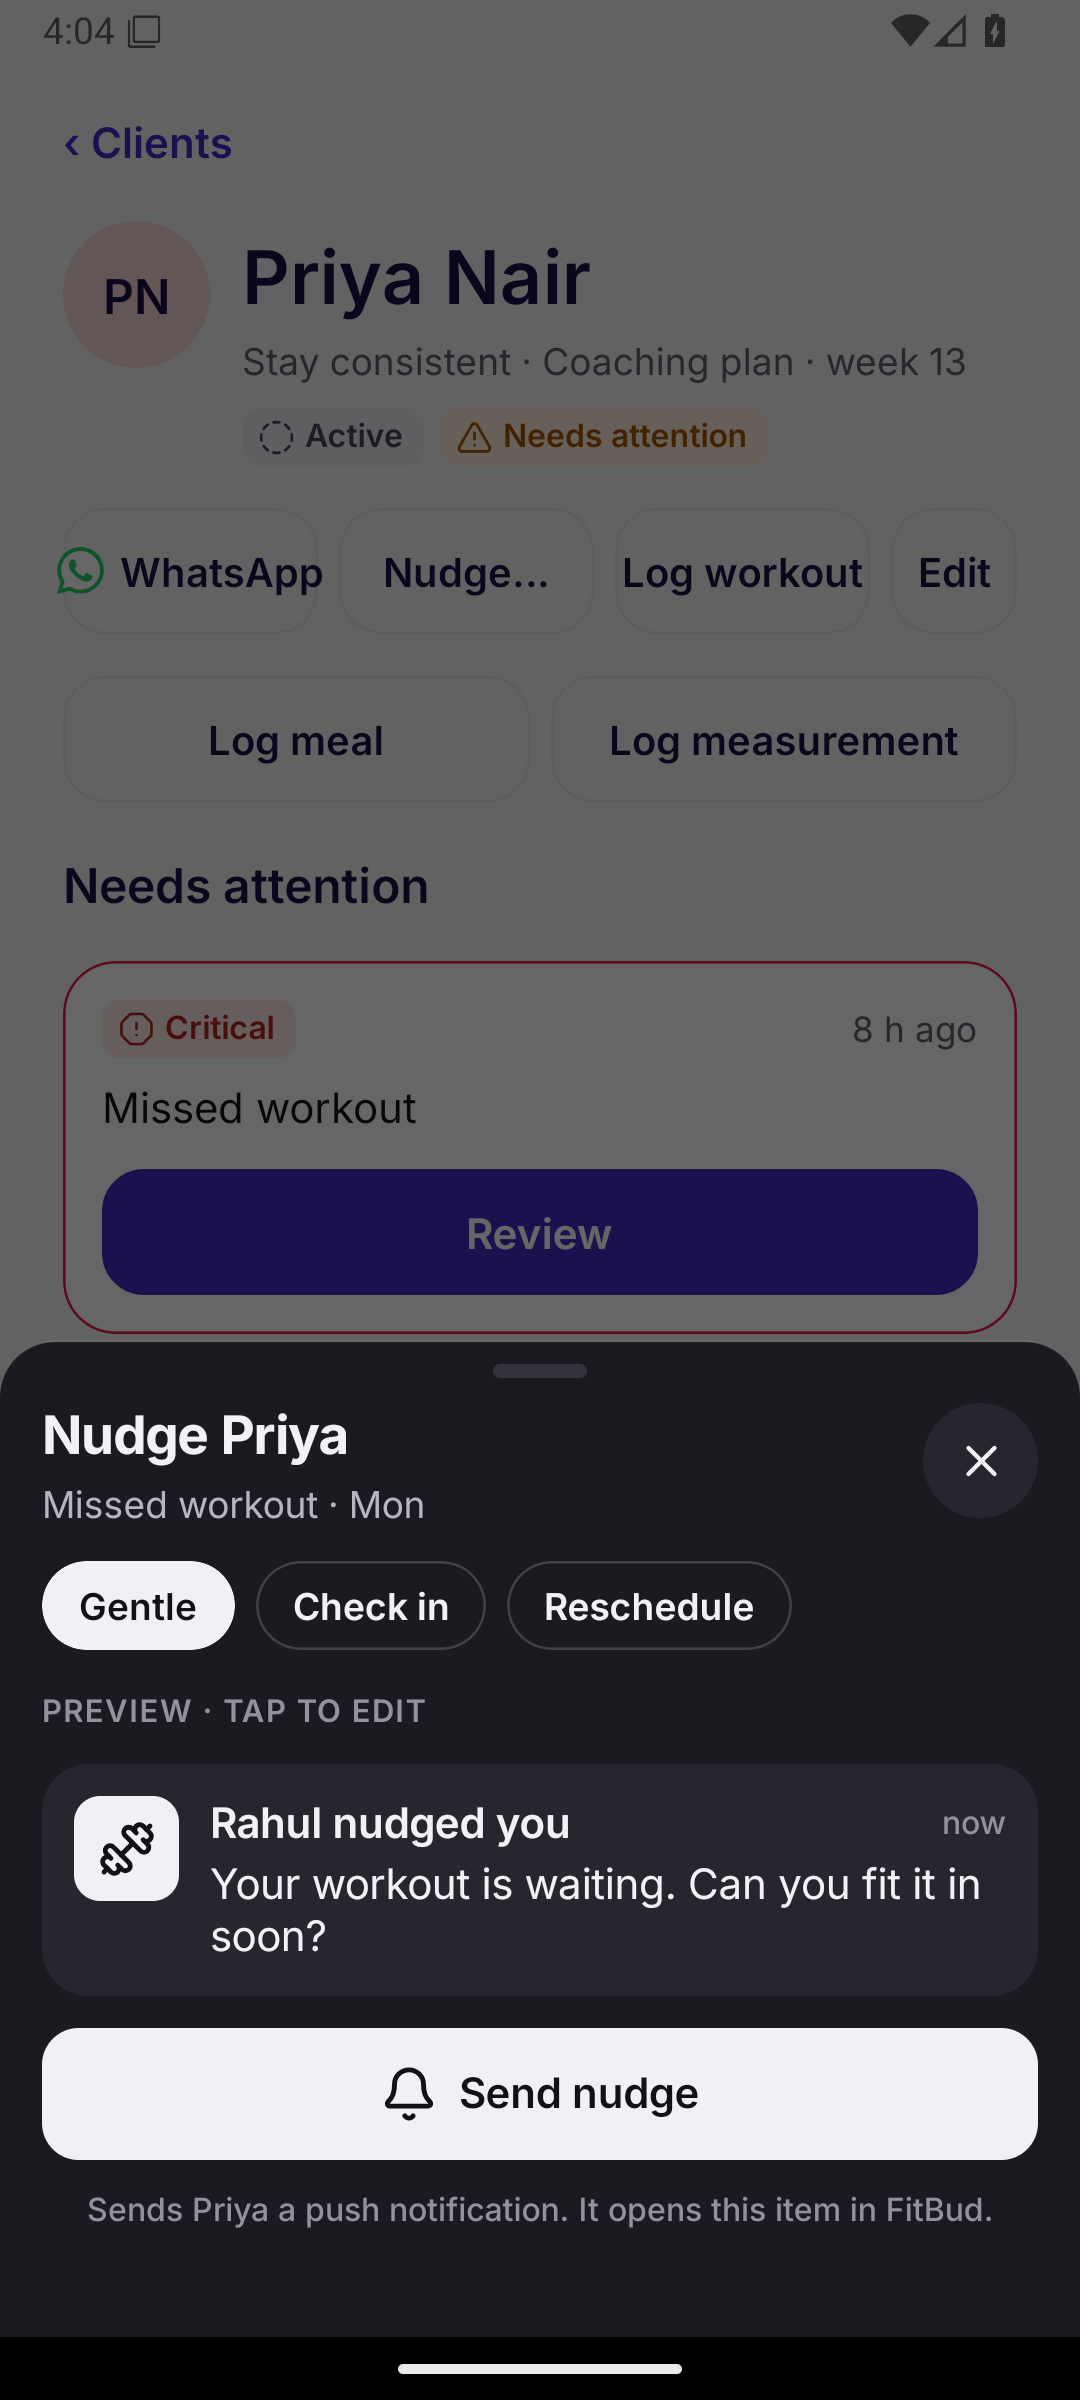 4:04
‹ Clients
PN
Priya Nair
Stay consistent · Coaching plan · week 13
Active
Needs attention
WhatsApp
Nudge...
Log workout
Edit
Log meal
Log measurement
Needs attention
Critical
8 h ago
Missed workout
Review
Nudge Priya
Missed workout · Mon
Gentle
Check in
Reschedule
PREVIEW · TAP TO EDIT
Rahul nudged you
now
Your workout is waiting. Can you fit it in
soon?
Send nudge
Sends Priya a push notification. It opens this item in FitBud.